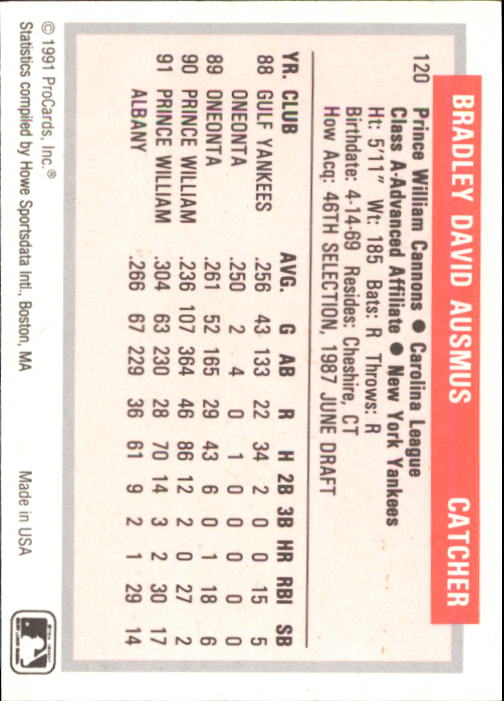 BRADLEY DAVID AUSMUS CATCHER
120 Prince William Cannons ● Carolina League
Class A-Advanced Affiliate ● New York Yankees
Ht: 5'11" Wt: 185 Bats: R Throws: R
Birthdate: 4-14-69 Resides: Cheshire, CT
How Acq: 46TH SELECTION, 1987 JUNE DRAFT
YR. CLUB AVG. G AB R H 2B 3B HR RBI SB
88 GULF YANKEES .256 43 133 22 34 2 0 0 15 5
ONEONTA .250 2 4 0 1 0 0 0 0 0
89 ONEONTA .261 52 165 29 43 6 0 1 18 6
90 PRINCE WILLIAM .236 107 364 46 86 12 2 0 27 2
91 PRINCE WILLIAM .304 63 230 28 70 14 3 2 30 17
ALBANY .266 67 229 36 61 9 2 1 29 14
© 1991 ProCards, Inc.® Made in USA
Statistics compiled by Howe Sportsdata Intl., Boston, MA